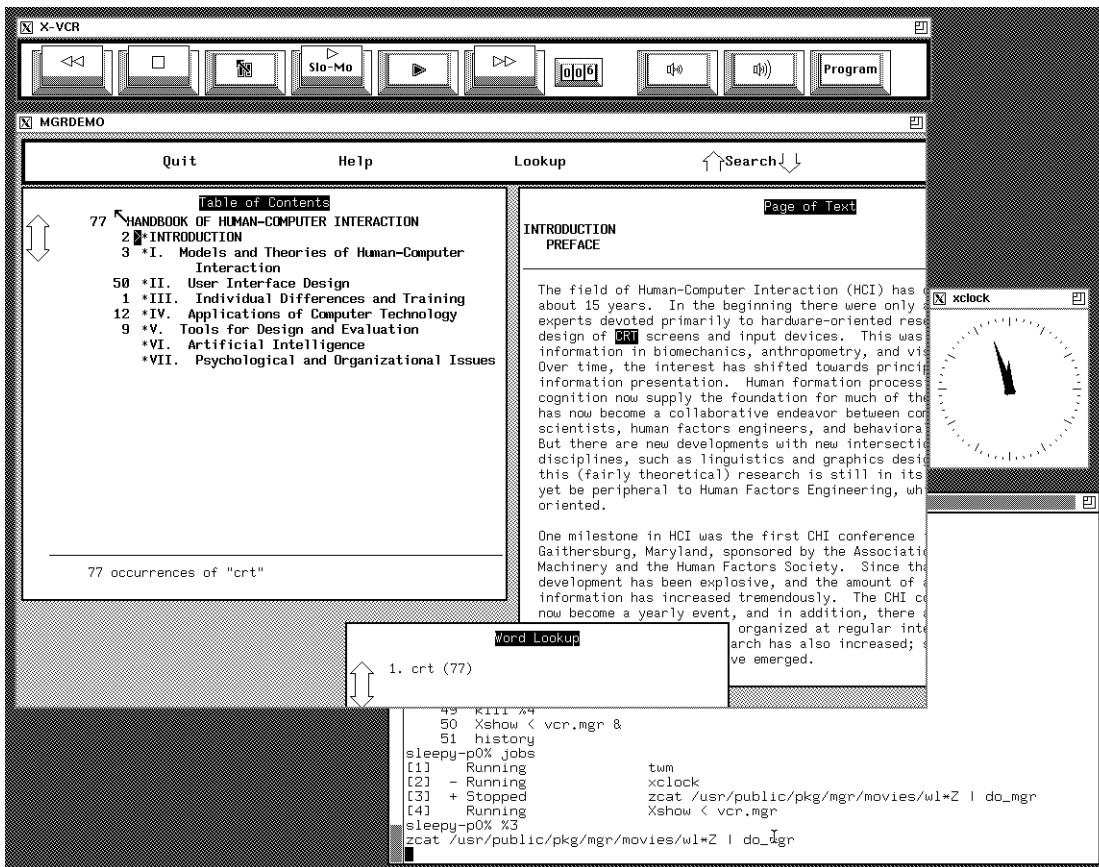 X-VCR
Slo-Mo
006
Program
MGRDEMO
Quit Help Lookup Search
Table of Contents
77 HANDBOOK OF HUMAN-COMPUTER INTERACTION
2 >*INTRODUCTION
3 *I. Models and Theories of Human-Computer
Interaction
50 *II. User Interface Design
1 *III. Individual Differences and Training
12 *IV. Applications of Computer Technology
9 *V. Tools for Design and Evaluation
*VI. Artificial Intelligence
*VII. Psychological and Organizational Issues
77 occurrences of "crt"
Page of Text
INTRODUCTION
PREFACE
The field of Human-Computer Interaction (HCI) has
about 15 years. In the beginning there were only
experts devoted primarily to hardware-oriented rese
design of CRT screens and input devices. This was
information in biomechanics, anthropometry, and vis
Over time, the interest has shifted towards princip
information presentation. Human formation process
cognition now supply the foundation for much of the
has now become a collaborative endeavor between con
scientists, human factors engineers, and behaviora
But there are new developments with new intersectio
disciplines, such as linguistics and graphics desig
this (fairly theoretical) research is still in its
yet be peripheral to Human Factors Engineering, wh
oriented.
One milestone in HCI was the first CHI conference
Gaithersburg, Maryland, sponsored by the Associatio
Machinery and the Human Factors Society. Since tha
development has been explosive, and the amount of
information has increased tremendously. The CHI co
now become a yearly event, and in addition, there
organized at regular inte
arch has also increased;
ve emerged.
Word Lookup
1. crt (77)
xclock
49 kill %4
50 Xshow < vcr.mgr &
51 history
sleepy-p0% jobs
[1] Running twm
[2] - Running xclock
[3] + Stopped zcat /usr/public/pkg/mgr/movies/wl*Z | do_mgr
[4] Running Xshow < vcr.mgr
sleepy-p0% %3
zcat /usr/public/pkg/mgr/movies/wl*Z | do_mgr